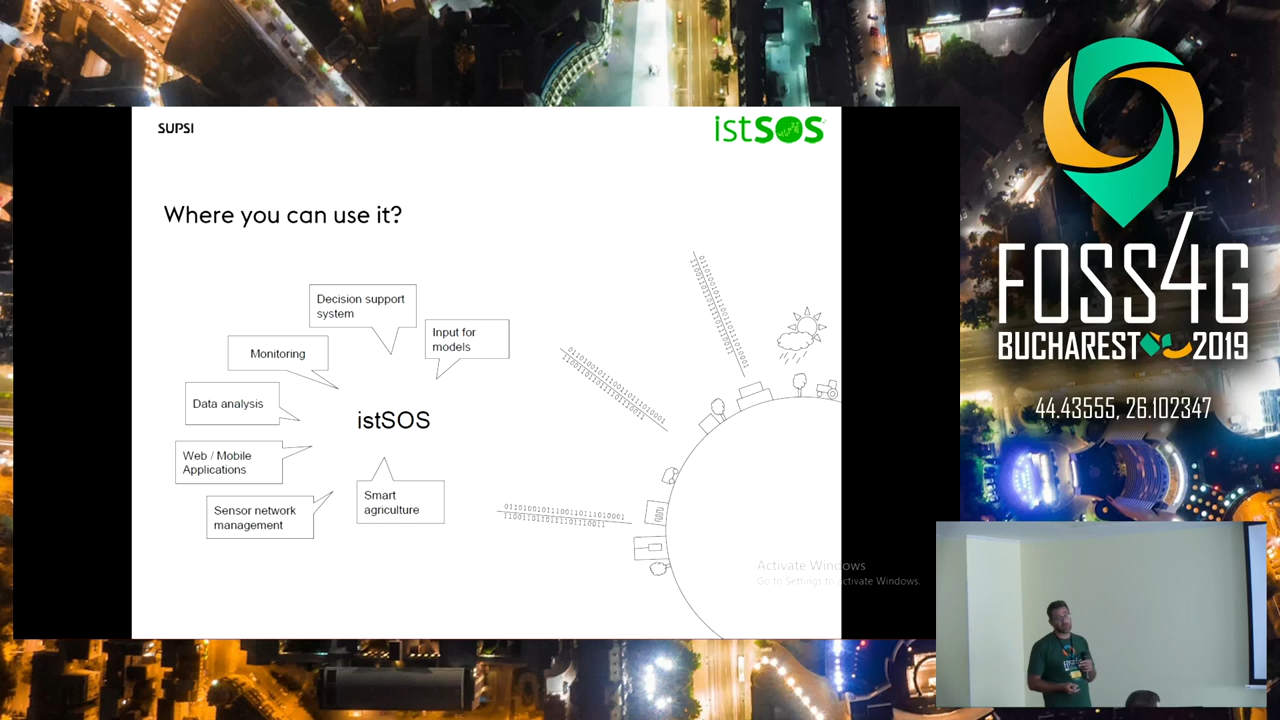 SUPSI
istSOS
Where you can use it?
Decision support
system
Input for
models
Monitoring
Data analysis
istSOS
Web / Mobile
Applications
Smart
agriculture
Sensor network
management
Activate Windows
Go to Settings to activate Windows.
FOSS4G
BUCHAREST 2019
44.43555, 26.102347